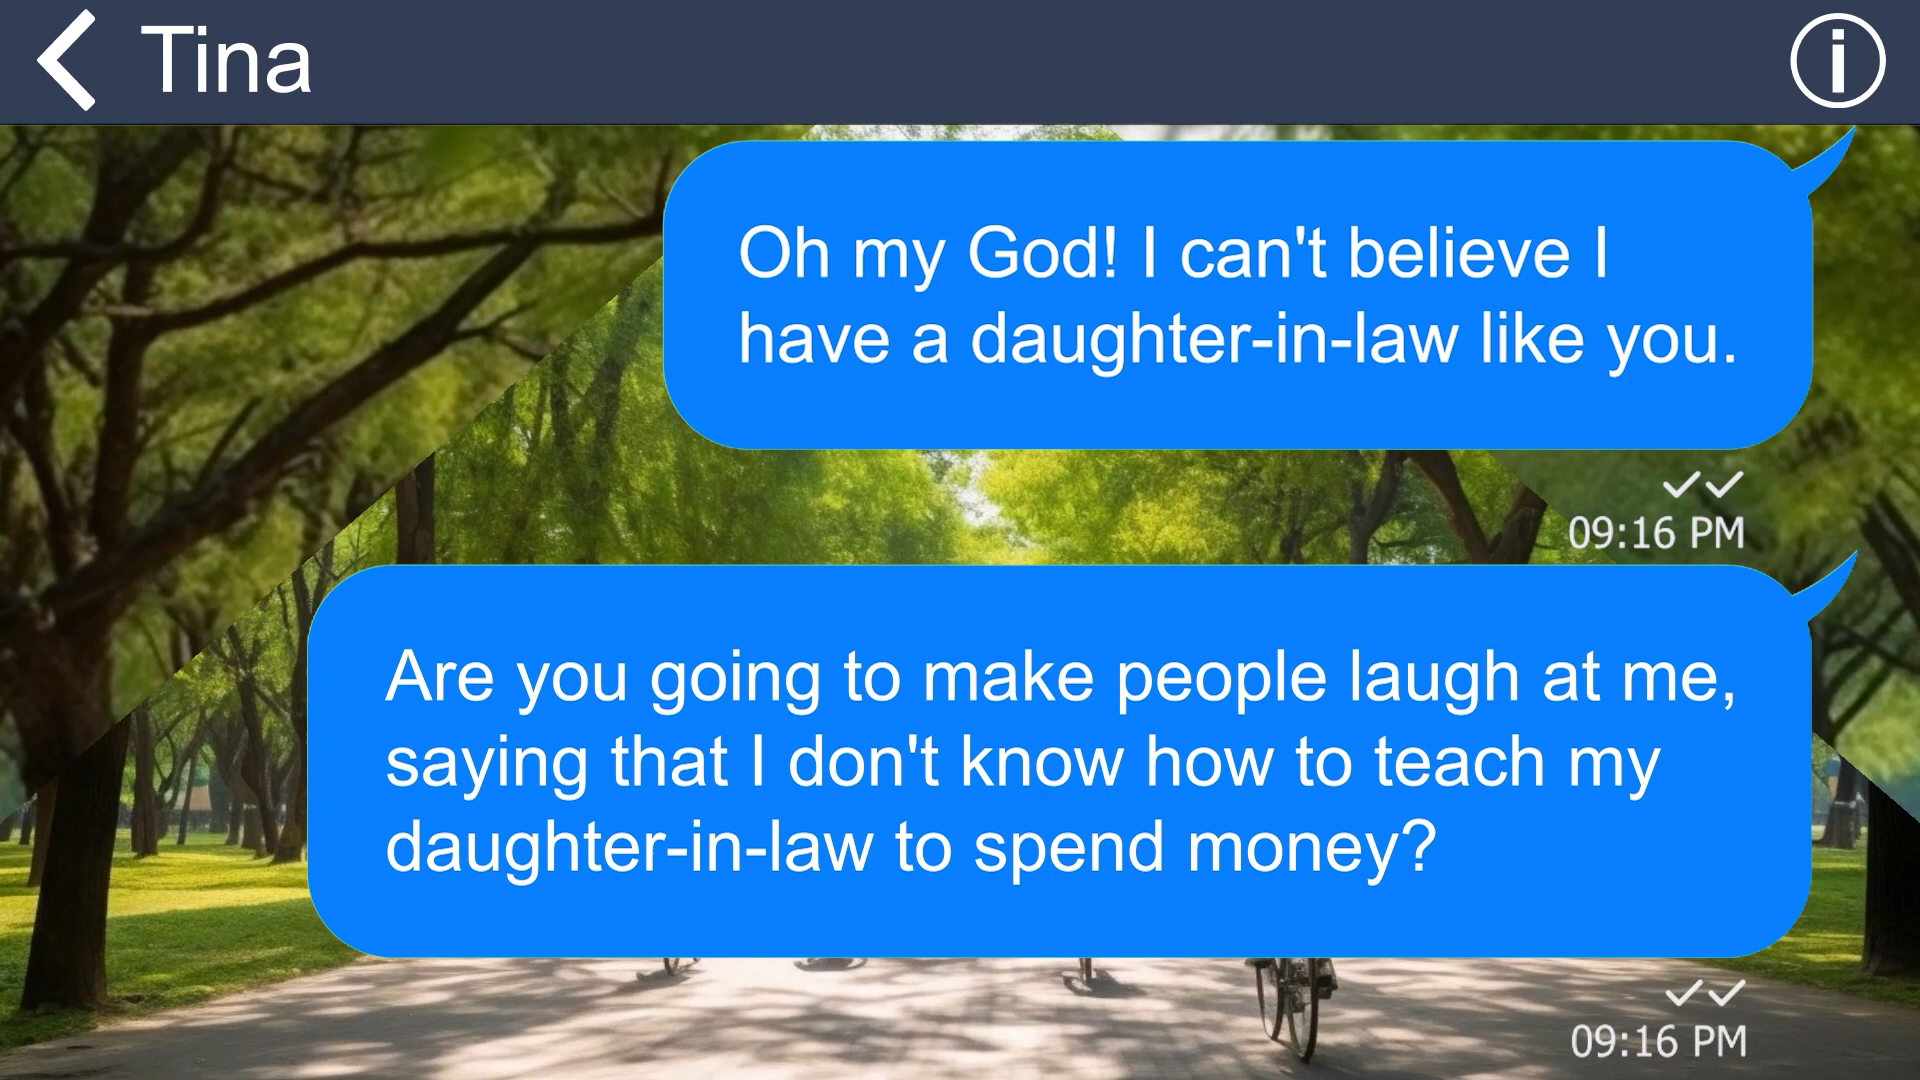 Tina
Oh my God! I can't believe I
have a daughter-in-law like you.
09:16 PM
Are you going to make people laugh at me,
saying that I don't know how to teach my
daughter-in-law to spend money?
09:16 PM